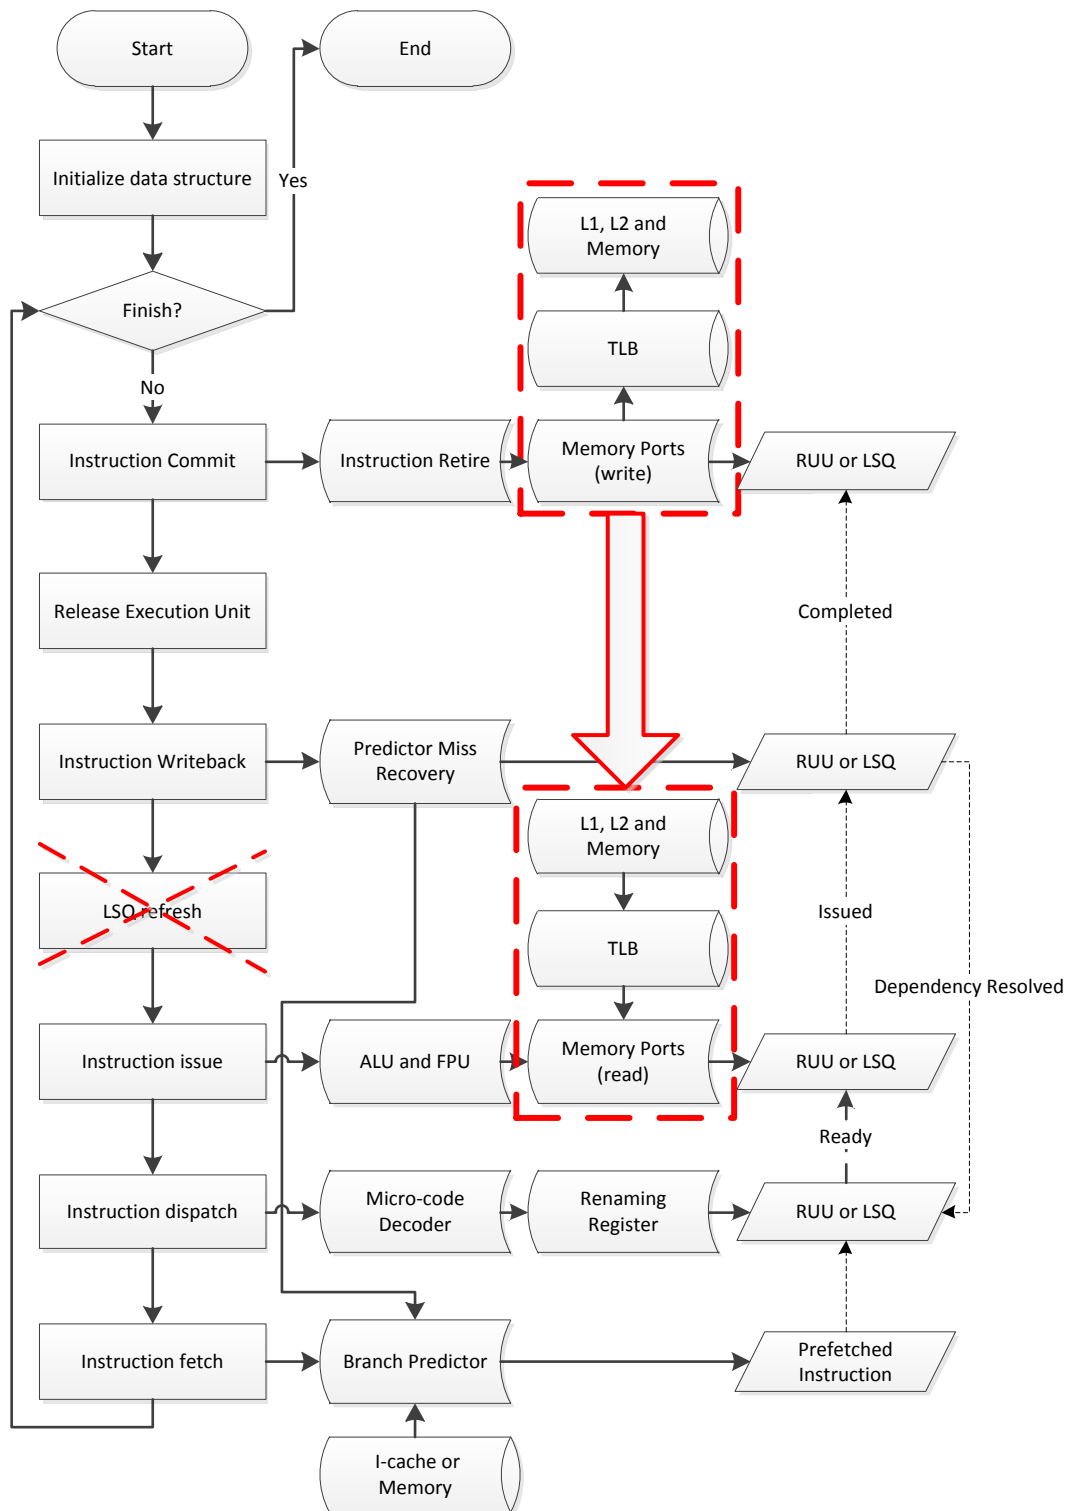 Start
End
Initialize data structure
Yes
L1, L2 and
Memory
Finish?
TLB
No
Instruction Commit
Instruction Retire
Memory Ports
(write)
RUU or LSQ
Release Execution Unit
Completed
Instruction Writeback
Predictor Miss
Recovery
RUU or LSQ
L1, L2 and
Memory
LSQ refresh
Issued
TLB
Dependency Resolved
Instruction issue
ALU and FPU
Memory Ports
(read)
RUU or LSQ
Ready
Instruction dispatch
Micro-code
Decoder
Renaming
Register
RUU or LSQ
Instruction fetch
Branch Predictor
Prefetched
Instruction
I-cache or
Memory